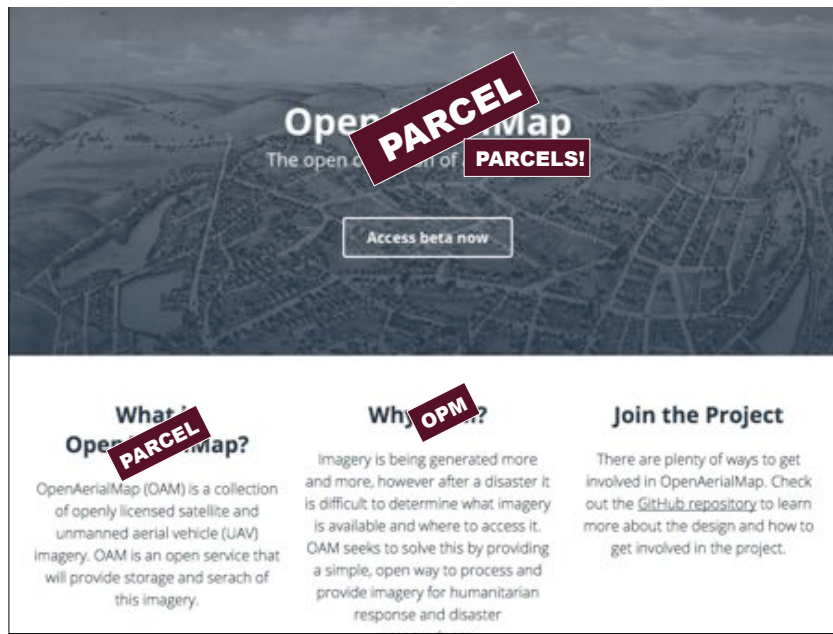 Open PARCEL Map
The open of PARCELS!
Access beta now
What
PARCEL Map?
Why OPM ?
Join the Project
OpenAerialMap (OAM) is a collection
of openly licensed satellite and
unmanned aerial vehicle (UAV)
imagery. OAM is an open service that
will provide storage and serach of
this imagery.
Imagery is being generated more
and more, however after a disaster it
is difficult to determine what imagery
is available and where to access it.
OAM seeks to solve this by providing
a simple, open way to process and
provide imagery for humanitarian
response and disaster
There are plenty of ways to get
involved in OpenAerialMap. Check
out the GitHub repository to learn
more about the design and how to
get involved in the project.